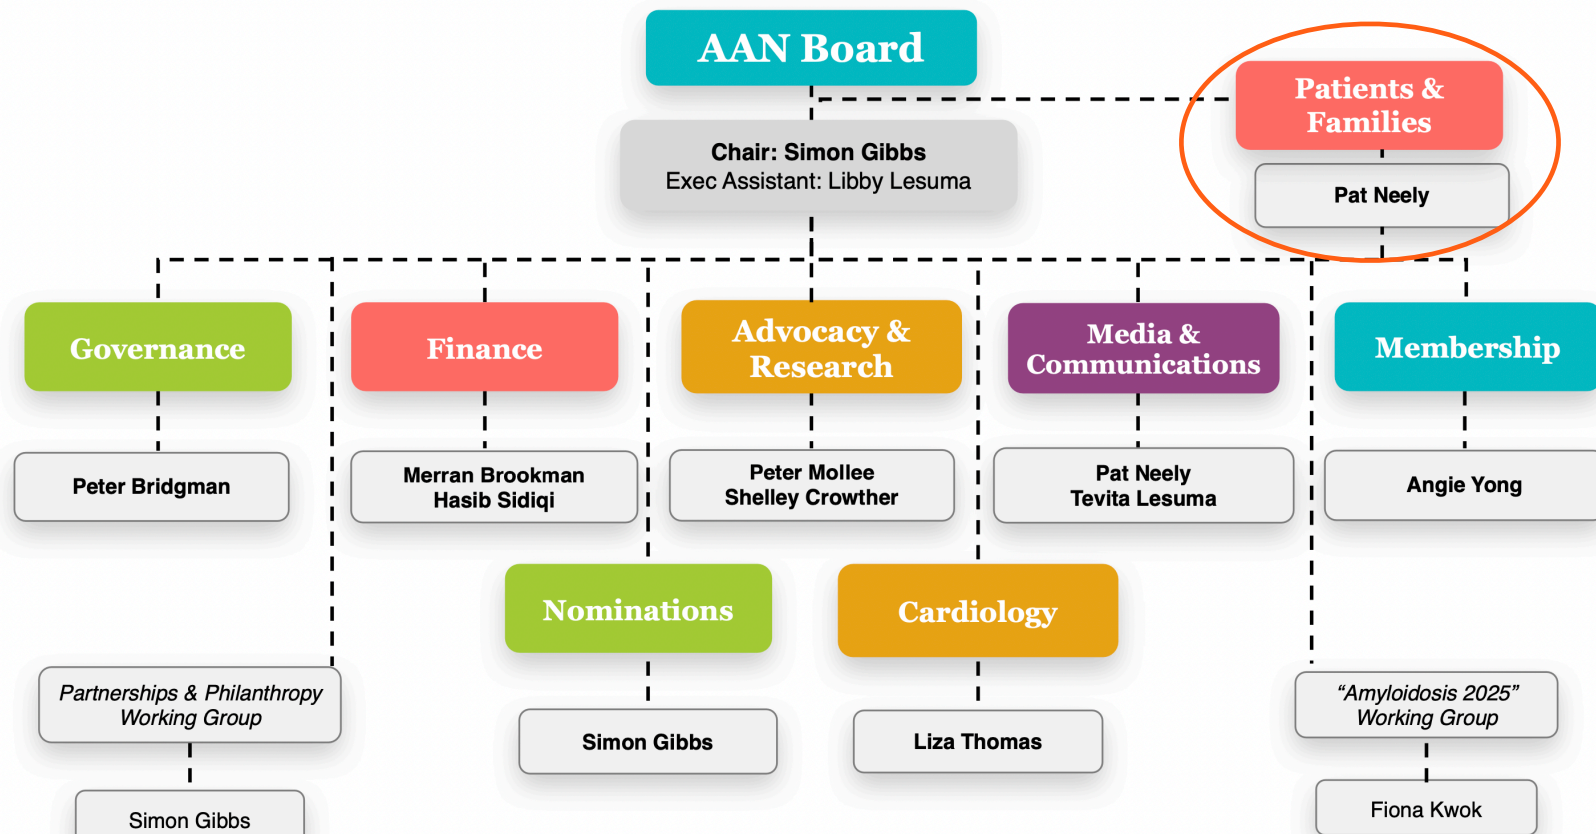 AAN Board
Patients &
Families
Chair: Simon Gibbs
Exec Assistant: Libby Lesuma
Pat Neely
Governance
Finance
Advocacy &
Research
Media &
Communications
Membership
Peter Bridgman
Merran Brookman
Hasib Sidiqi
Peter Mollee
Shelley Crowther
Pat Neely
Tevita Lesuma
Angie Yong
Nominations
Cardiology
Partnerships & Philanthropy
Working Group
Simon Gibbs
Liza Thomas
“Amyloidosis 2025”
Working Group
Simon Gibbs
Fiona Kwok